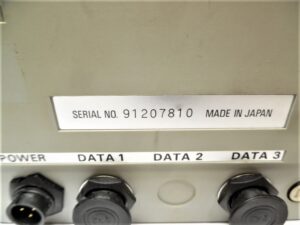 SERIAL NO. 91207810 MADE IN JAPAN
POWER DATA 1 DATA 2 DATA 3